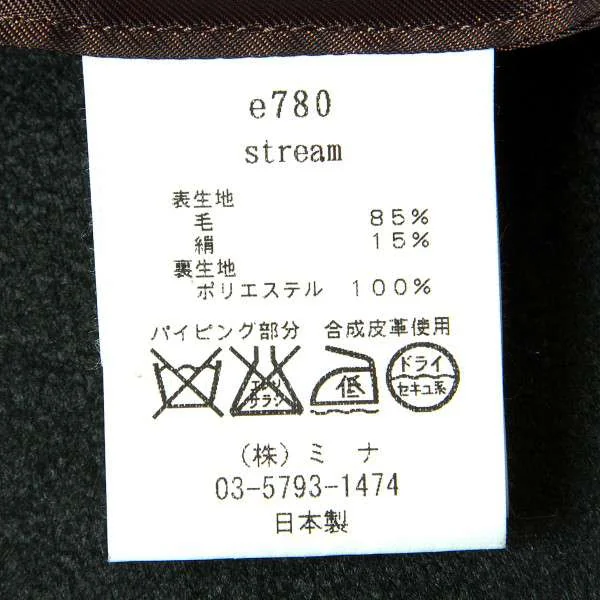 e780
stream
表生地
毛 85%
絹 15%
裏生地
ポリエステル 100%
パイピング部分 合成皮革使用
エンソ
サラシ
低
ドライ
セキユ系
(株)ミナ
03-5793-1474
日本製